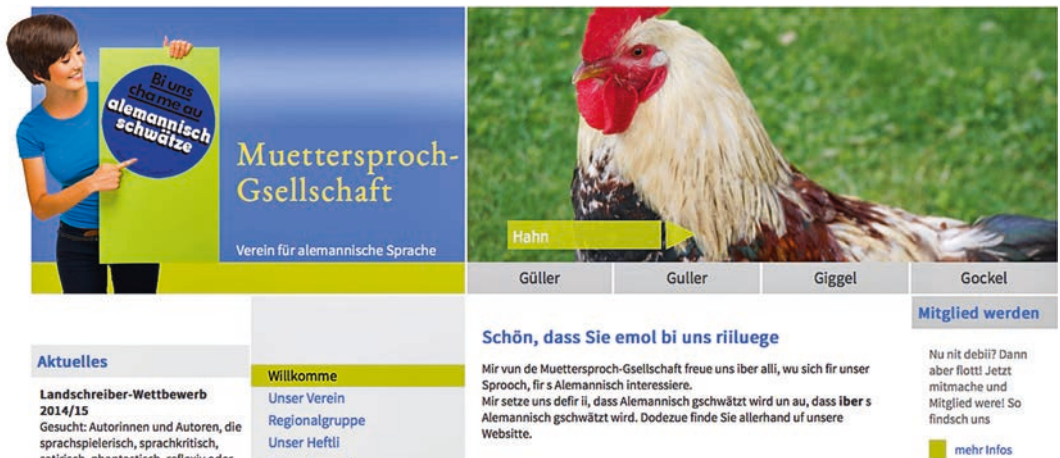 Bi uns
cha me au
alemannisch
schwätze
Muettersproch-
Gsellschaft
Verein für alemannische Sprache
Hahn
Güller Guller Giggel Gockel
Aktuelles
Landschreiber-Wettbewerb
2014/15
Gesucht: Autorinnen und Autoren, die
sprachspielerisch, sprachkritisch,
satirisch, phantastisch, reflexiv oder
Willkomme
Unser Verein
Regionalgruppe
Unser Heftli
Schön, dass Sie emol bi uns riiluege
Mir vun de Muettersproch-Gsellschaft freue uns iber alli, wu sich fir unser
Sprooch, fir s Alemannisch interessiere.
Mir setze uns defir ii, dass Alemannisch gschwätzt wird un au, dass iber s
Alemannisch gschwätzt wird. Dodezue finde Sie allerhand uf unsere
Websitte.
Mitglied werden
Nu nit debii? Dann
aber flott! Jetzt
mitmache und
Mitglied were! So
findsch uns
mehr Infos